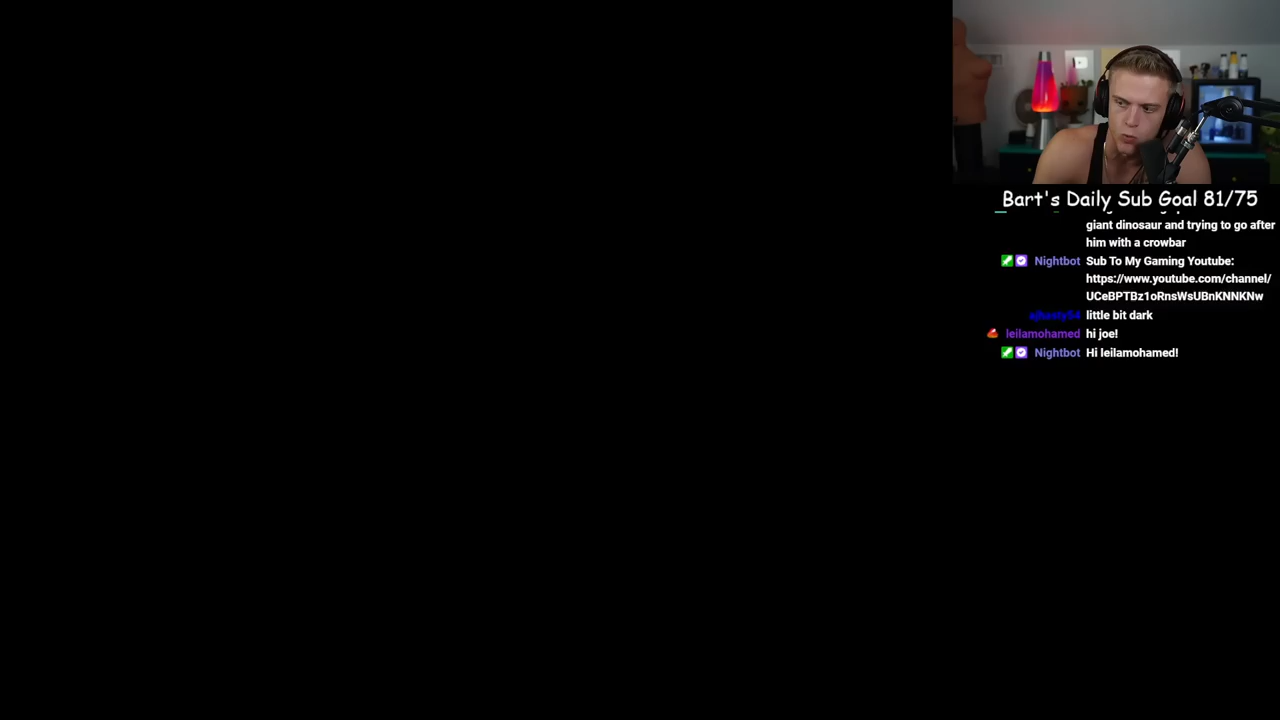 Bart's Daily Sub Goal 81/75
giant dinosaur and trying to go after
him with a crowbar
Nightbot Sub To My Gaming Youtube:
https://www.youtube.com/channel/
UCeBPTBz1oRnsWsUBnKNNKNw
ajhasty94 little bit dark
leilamohamed hi joe!
Nightbot Hi leilamohamed!